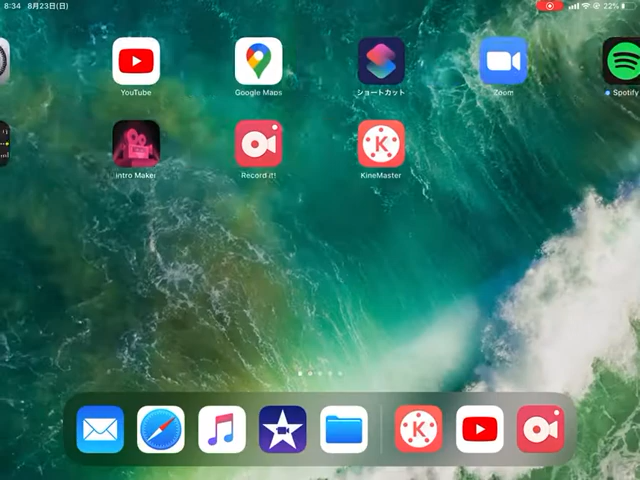 8:34 8月23日(日)
22%
YouTube
Google Maps
ショートカット
Zoom
Spotify
Intro Maker
Record it!
KineMaster